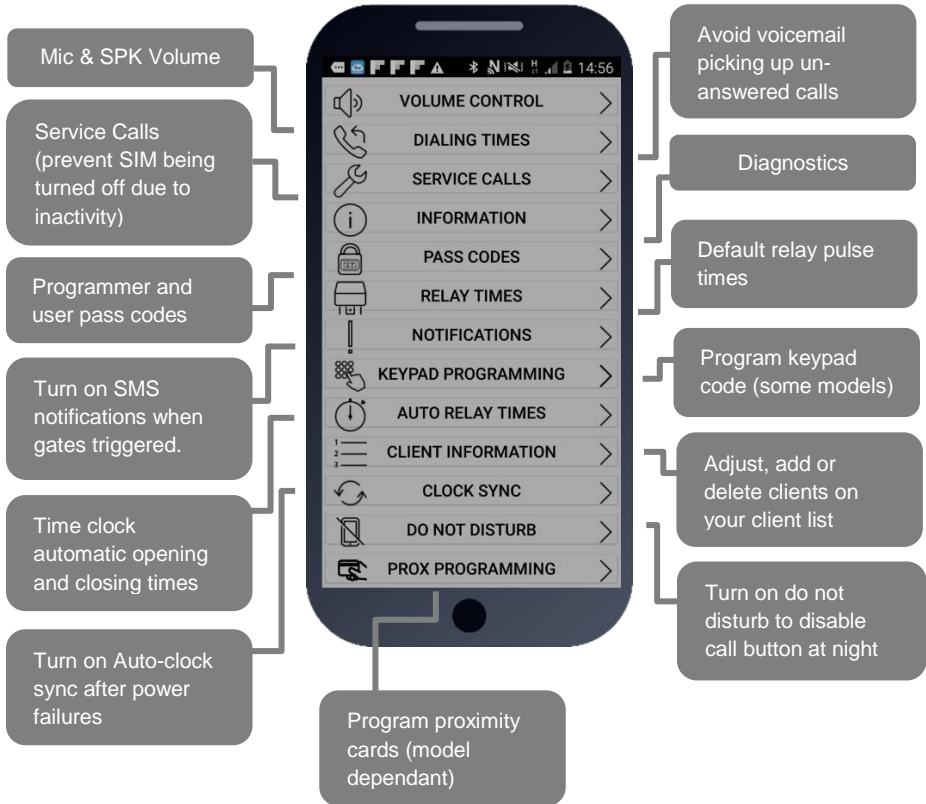 Mic & SPK Volume
Service Calls
(prevent SIM being
turned off due to
inactivity)
Programmer and
user pass codes
Turn on SMS
notifications when
gates triggered.
Time clock
automatic opening
and closing times
Turn on Auto-clock
sync after power
failures
14:56
VOLUME CONTROL
DIALING TIMES
SERVICE CALLS
INFORMATION
PASS CODES
RELAY TIMES
NOTIFICATIONS
KEYPAD PROGRAMMING
AUTO RELAY TIMES
CLIENT INFORMATION
CLOCK SYNC
DO NOT DISTURB
PROX PROGRAMMING
Avoid voicemail
picking up un-
answered calls
Diagnostics
Default relay pulse
times
Program keypad
code (some models)
Adjust, add or
delete clients on
your client list
Turn on do not
disturb to disable
call button at night
Program proximity
cards (model
dependant)